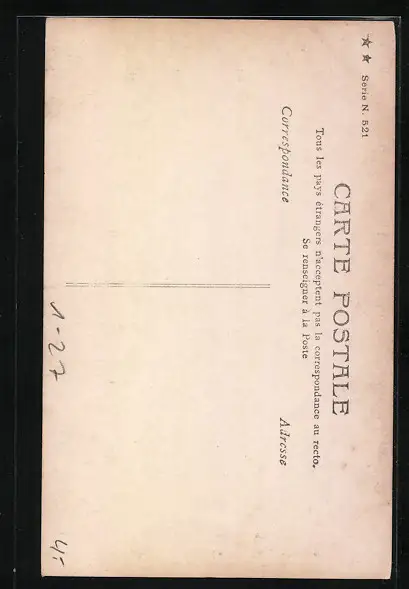 ★ ★ Serie N. 521
CARTE POSTALE
Tous les pays étrangers n'acceptent pas la correspondance au recto.
Se renseigner à la Poste
Correspondance
Adresse
1-27
4,-